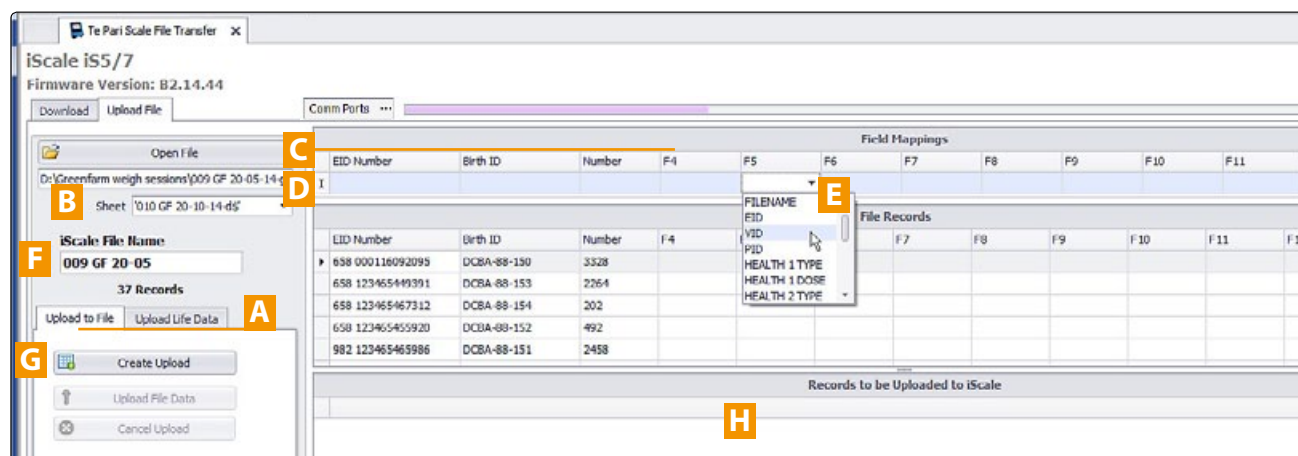 Te Pari Scale File Transfer x
iScale iS5/7
Firmware Version: B2.14.44
Download Upload File
Comm Ports ...
Open File
D:\Greenfarm weigh sessions\009 GF 20-05-14-
B Sheet '010 GF 20-10-14-d$'
iScale File Name
F 009 GF 20-05
37 Records
Upload to File Upload Life Data A
G Create Upload
Upload File Data
Cancel Upload
Field Mappings
C EID Number Birth ID Number F4 F5 F6 F7 F8 F9 F10 F11
D E
FILENAME
EID
VID
PID
HEALTH 1 TYPE
HEALTH 1 DOSE
HEALTH 2 TYPE
File Records
EID Number Birth ID Number F4 F7 F8 F9 F10 F11
658 000116092095 DCBA-88-150 3328
658 123465449391 DCBA-88-153 2264
658 123465467312 DCBA-88-154 202
658 123465455920 DCBA-88-152 492
982 123465465986 DCBA-88-151 2458
Records to be Uploaded to iScale
H